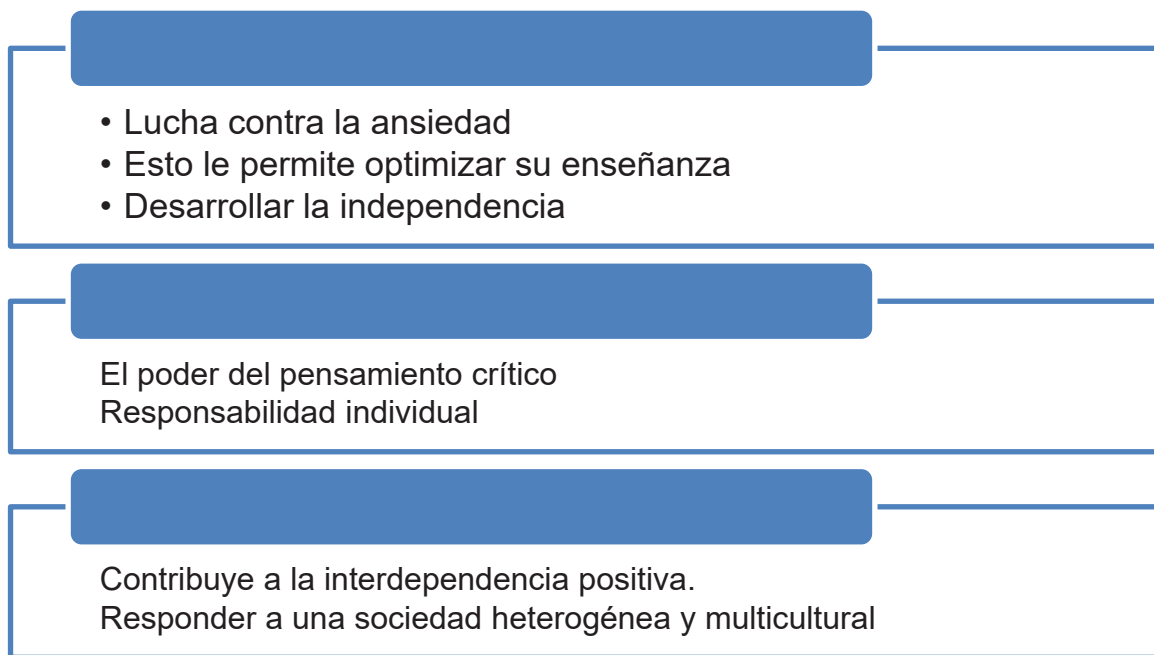 • Lucha contra la ansiedad
• Esto le permite optimizar su enseñanza
• Desarrollar la independencia
El poder del pensamiento crítico
Responsabilidad individual
Contribuye a la interdependencia positiva.
Responder a una sociedad heterogénea y multicultural